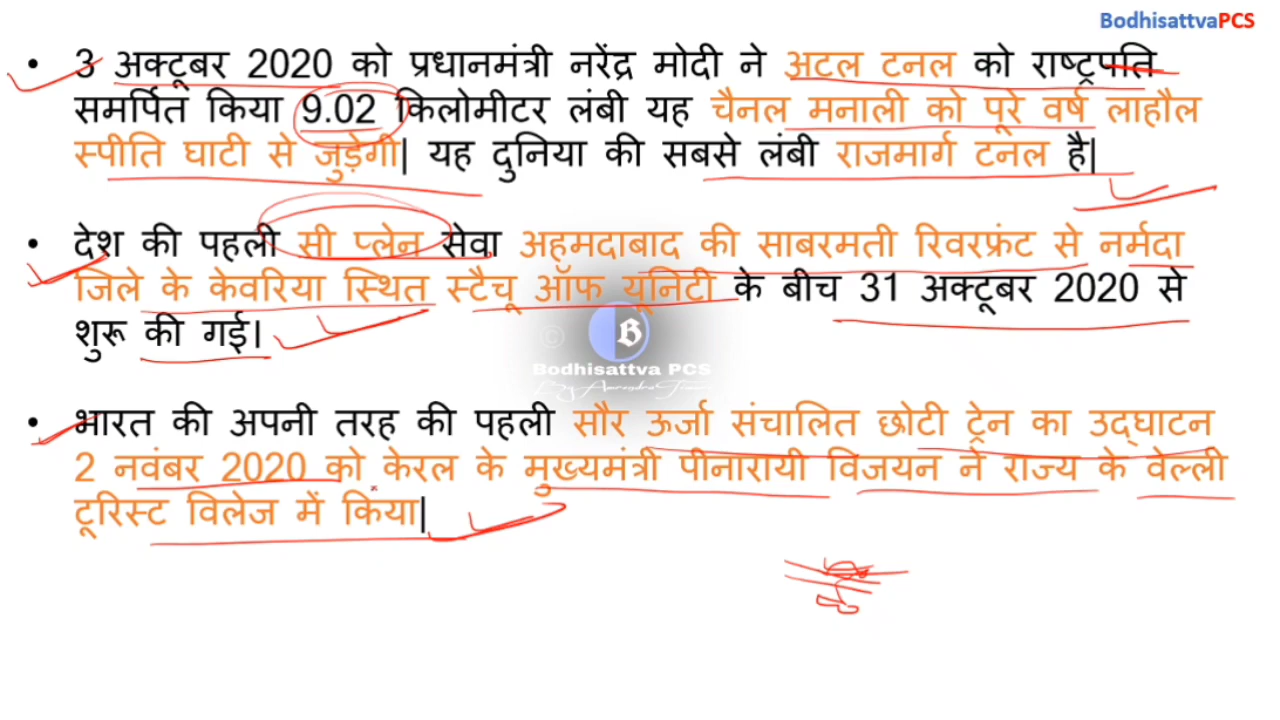 BodhisattvaPCS
• 3 अक्टूबर 2020 को प्रधानमंत्री नरेंद्र मोदी ने अटल टनल को राष्ट्रपति
समर्पित किया 9.02 किलोमीटर लंबी यह चैनल मनाली को पूरे वर्ष लाहौल
स्पीति घाटी से जुड़ेगी| यह दुनिया की सबसे लंबी राजमार्ग टनल है|
• देश की पहली सी प्लेन सेवा अहमदाबाद की साबरमती रिवरफ्रंट से नर्मदा
जिले के केवरिया स्थित स्टैचू ऑफ यूनिटी के बीच 31 अक्टूबर 2020 से
शुरू की गई।
© B
Bodhisattva PCS
• भारत की अपनी तरह की पहली सौर ऊर्जा संचालित छोटी ट्रेन का उद्घाटन
2 नवंबर 2020 को केरल के मुख्यमंत्री पीनारायी विजयन ने राज्य के वेल्ली
टूरिस्ट विलेज में किया|